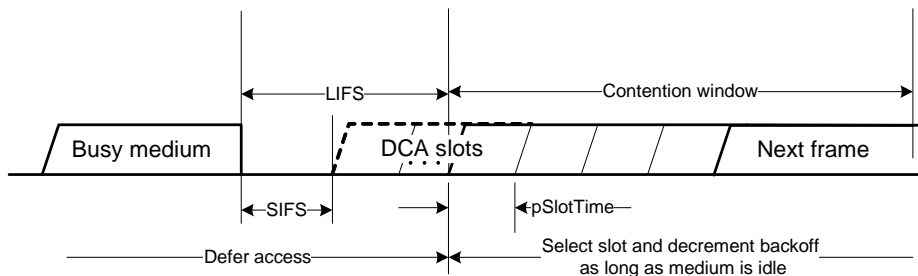 LIFS
Contention window
Busy medium
DCA slots
. . .
Next frame
SIFS
pSlotTime
Defer access
Select slot and decrement backoff
as long as medium is idle